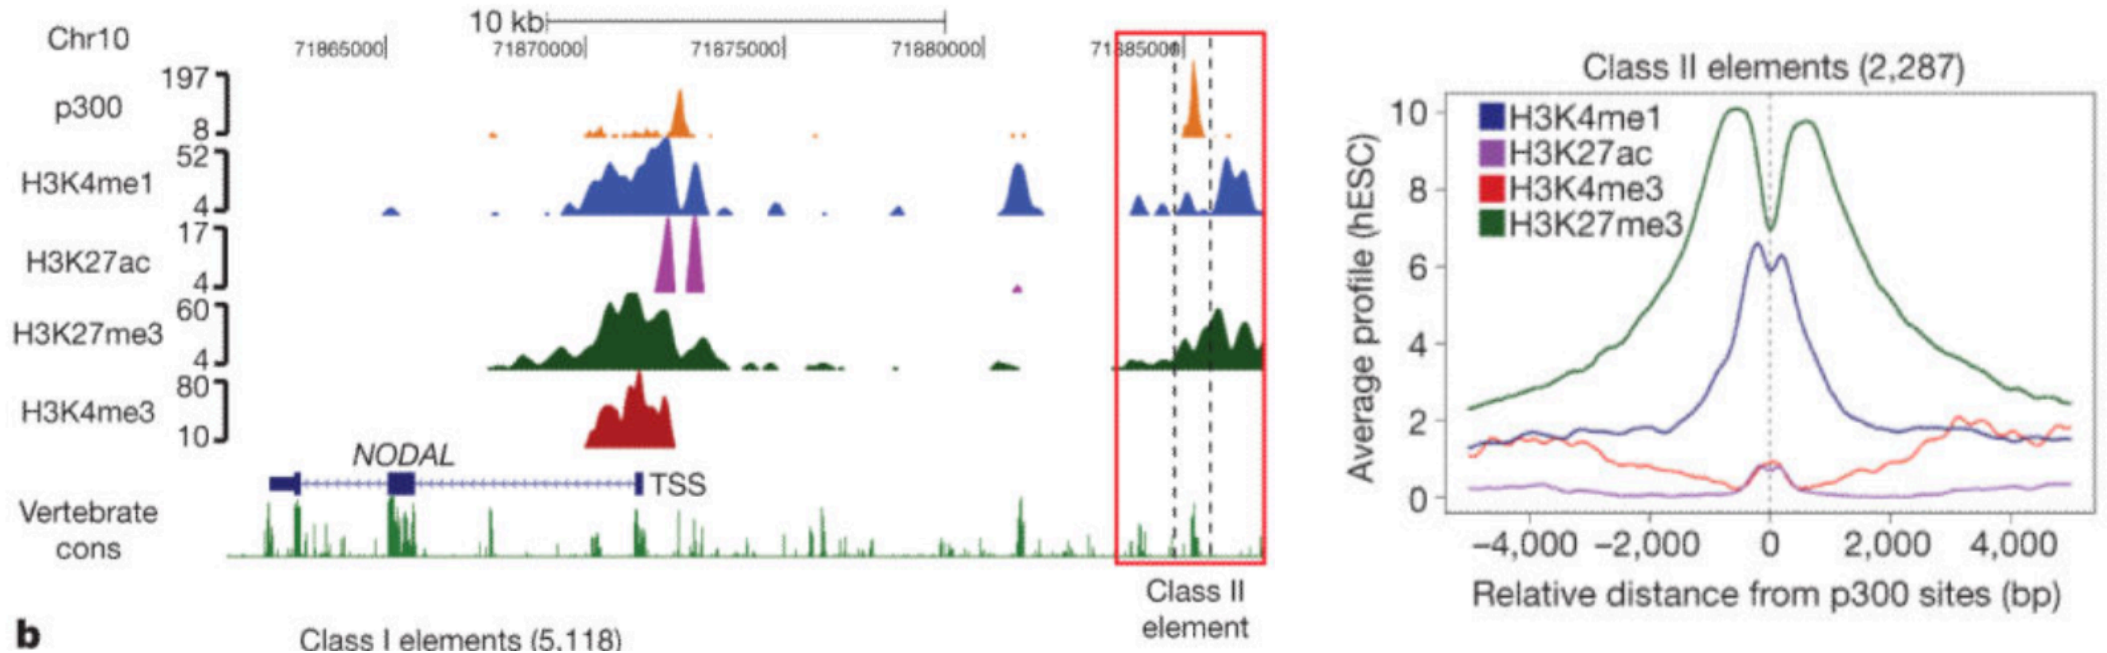 10 kb
Chr10
71865000 71870000 71875000 71880000 71885000
197
p300
8
52
H3K4me1
4
17
H3K27ac
4
60
H3K27me3
4
80
H3K4me3
10
NODAL
TSS
Vertebrate
cons
Class II
element
b
Class I elements (5,118)
Class II elements (2,287)
H3K4me1
H3K27ac
H3K4me3
H3K27me3
Average profile (hESC)
10
8
6
4
2
0
−4,000 −2,000 0 2,000 4,000
Relative distance from p300 sites (bp)